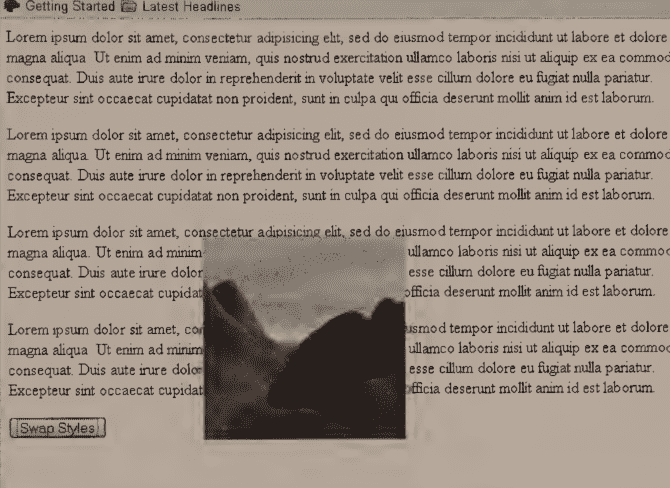 Getting Started Latest Headlines
Lorem ipsum dolor sit amet, consectetur adipisicing elit, sed do eiusmod tempor incididunt ut labore et dolore
magna aliqua. Ut enim ad minim veniam, quis nostrud exercitation ullamco laboris nisi ut aliquip ex ea commod
consequat. Duis aute irure dolor in reprehenderit in voluptate velit esse cillum dolore eu fugiat nulla pariatur.
Excepteur sint occaecat cupidatat non proident, sunt in culpa qui officia deserunt mollit anim id est laborum.
Lorem ipsum dolor sit amet, consectetur adipisicing elit, sed do eiusmod tempor incididunt ut labore et dolore
magna aliqua. Ut enim ad minim veniam, quis nostrud exercitation ullamco laboris nisi ut aliquip ex ea commod
consequat. Duis aute irure dolor in reprehenderit in voluptate velit esse cillum dolore eu fugiat nulla pariatur.
Excepteur sint occaecat cupidatat non proident, sunt in culpa qui officia deserunt mollit anim id est laborum.
Lorem ipsum dolor sit amet, consectetur adipisicing elit, sed do eiusmod tempor incididunt ut labore et dolore
magna aliqua. Ut enim ad minim ullamco laboris nisi ut aliquip ex ea commod
consequat. Duis aute irure dolor esse cillum dolore eu fugiat nulla pariatur.
Excepteur sint occaecat cupidat officia deserunt mollit anim id est laborum.
Lorem ipsum dolor sit amet, co usmod tempor incididunt ut labore et dolore
magna aliqua. Ut enim ad minim ullamco laboris nisi ut aliquip ex ea commod
consequat. Duis aute irure dolor esse cillum dolore eu fugiat nulla pariatur.
Excepteur sint occaecat cupidat officia deserunt mollit anim id est laborum.
Swap Styles